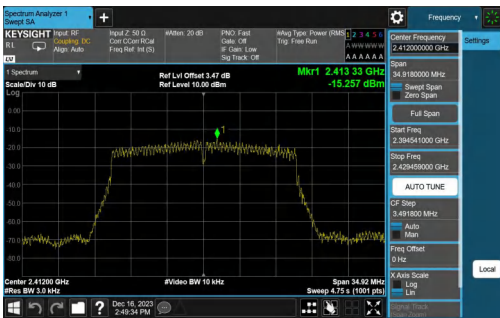 Spectrum Analyzer 1
Swept SA
+
Frequency
KEYSIGHT Input: RF Input Z: 50 Ω #Atten: 20 dB PNO: Fast #Avg Type: Power (RMS 1 2 3 4 5 6
RL Coupling: DC Corr CCorr RCal Gate: Off Trig: Free Run
Align: Auto Freq Ref: Int (S) IF Gain: Low
Sig Track: Off
LXI
A A A A A A
Center Frequency
2.412000000 GHz
Settings
Span
34.9180000 MHz
Swept Span
Zero Span
Full Span
Start Freq
2.394541000 GHz
Stop Freq
2.429459000 GHz
AUTO TUNE
CF Step
3.491800 MHz
Auto
Man
Freq Offset
0 Hz
X Axis Scale
Log
Lin
Signal Track
Local
1 Spectrum
Scale/Div 10 dB
Log
Ref Lvl Offset 3.47 dB
Ref Level 10.00 dBm
Mkr1 2.413 33 GHz
-15.257 dBm
1
0.00
-10.0
-20.0
-30.0
-40.0
-50.0
-60.0
-70.0
-80.0
Center 2.41200 GHz
#Res BW 3.0 kHz
#Video BW 10 kHz
Span 34.92 MHz
Sweep 4.75 s (1001 pts)
?
Dec 16, 2023
2:49:34 PM